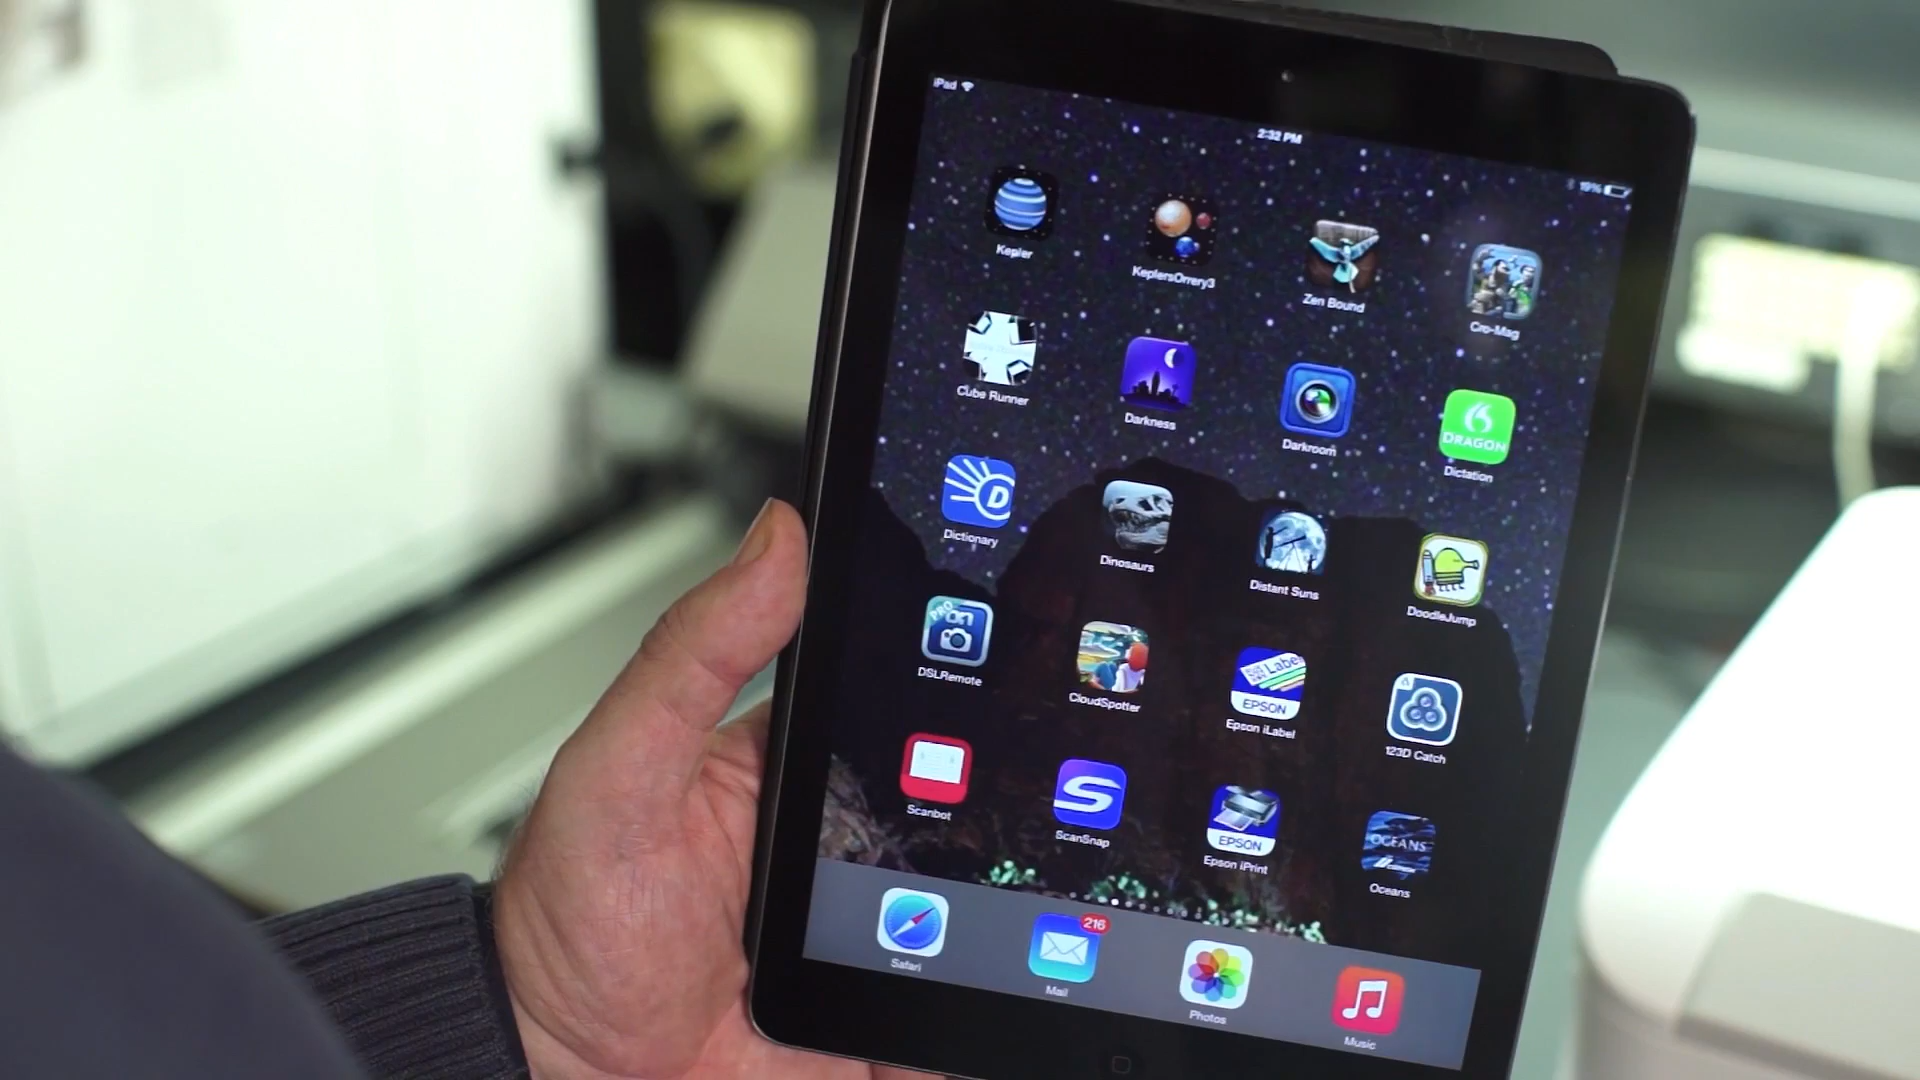 iPad
2:32 PM
19%
Kepler
KeplersOrrery3
Zen Bound
Cro-Mag
Cube Runner
Darkness
Darkroom
DRAGON
Dictation
D
Dictionary
Dinosaurs
Distant Suns
DoodleJump
PRO
DSLRemote
CloudSpotter
Label
EPSON
Epson iLabel
123D Catch
Scanbot
S
ScanSnap
EPSON
Epson iPrint
OCEANS
Oceans
Safari
216
Mail
Photos
Music